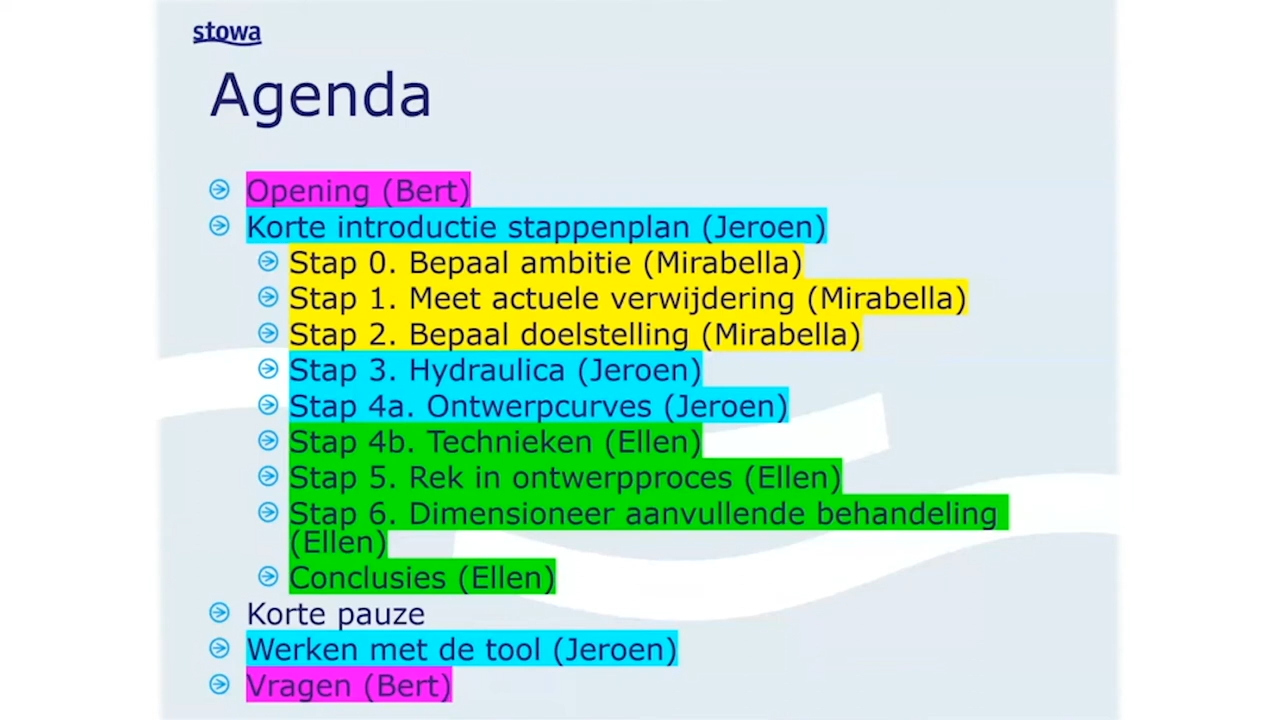 stowa
Agenda
Opening (Bert)
Korte introductie stappenplan (Jeroen)
Stap 0. Bepaal ambitie (Mirabella)
Stap 1. Meet actuele verwijdering (Mirabella)
Stap 2. Bepaal doelstelling (Mirabella)
Stap 3. Hydraulica (Jeroen)
Stap 4a. Ontwerpcurves (Jeroen)
Stap 4b. Technieken (Ellen)
Stap 5. Rek in ontwerpproces (Ellen)
Stap 6. Dimensioneer aanvullende behandeling
(Ellen)
Conclusies (Ellen)
Korte pauze
Werken met de tool (Jeroen)
Vragen (Bert)